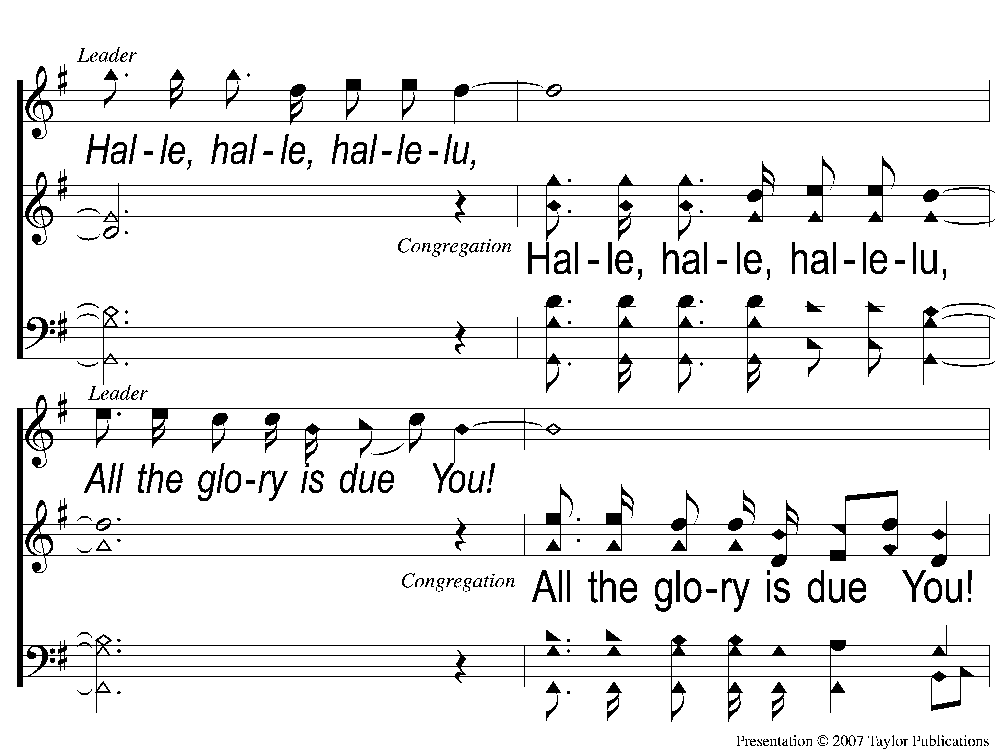 Leader
Hal - le, hal - le, hal - le - lu,
Congregation
Hal - le, hal - le, hal - le - lu,
Leader
All the glo - ry is due You!
Congregation
All the glo - ry is due You!
Presentation © 2007 Taylor Publications